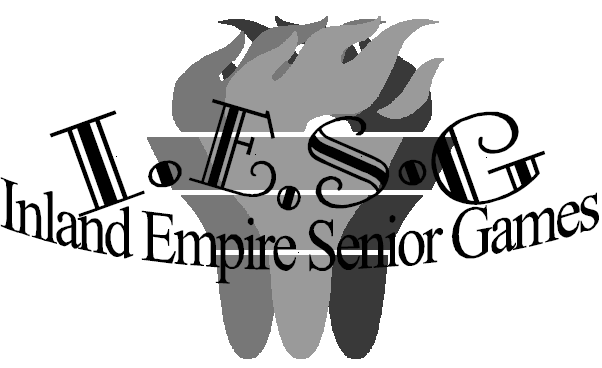 I.E.S.G
Inland Empire Senior Games